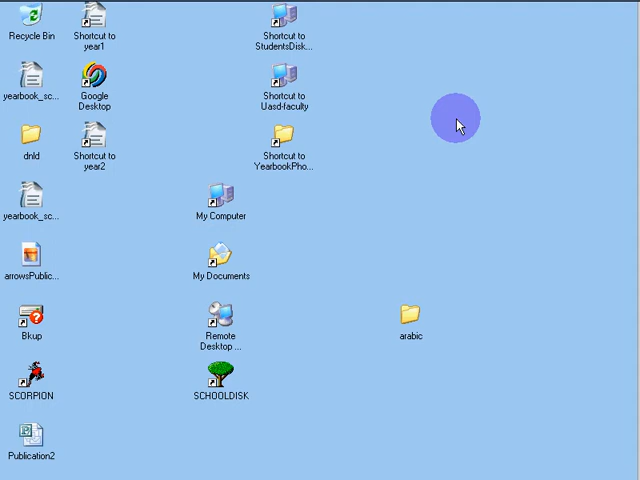 Recycle Bin
Shortcut to
year1
Shortcut to
StudentsDisk...
yearbook_sc...
Google
Desktop
Shortcut to
Uasd-faculty
dnld
Shortcut to
year2
Shortcut to
YearbookPho...
yearbook_sc...
My Computer
arrowsPublic...
My Documents
Bkup
Remote
Desktop ...
arabic
SCORPION
SCHOOLDISK
Publication2